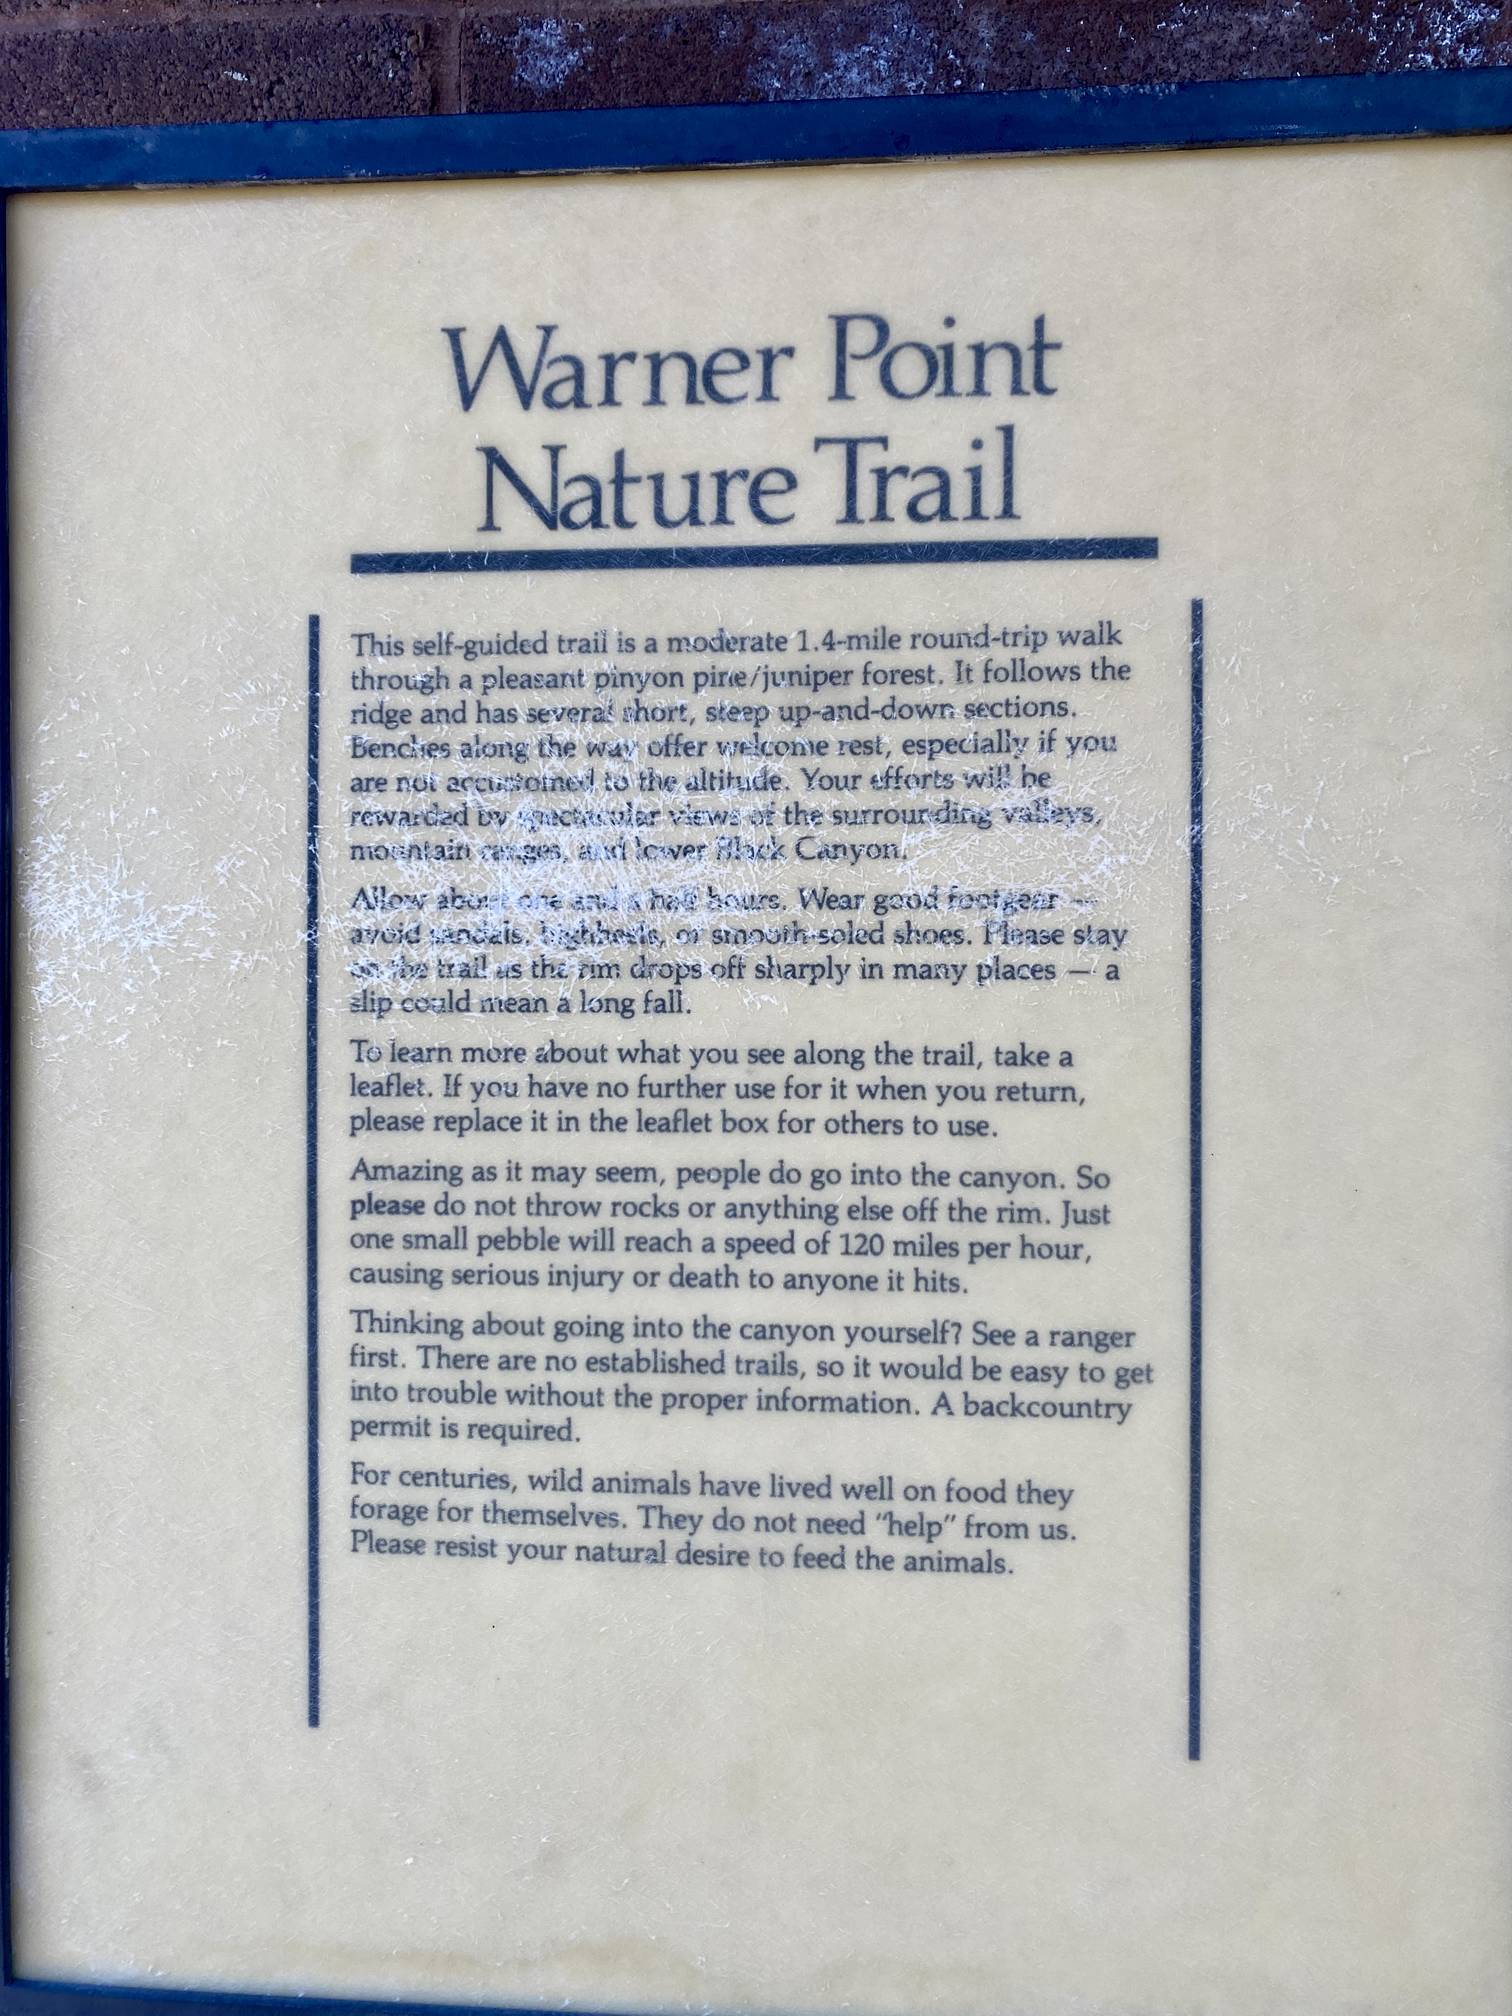 Warner Point
Nature Trail
This self-guided trail is a moderate 1.4-mile round-trip walk
through a pleasant pinyon pine/juniper forest. It follows the
ridge and has several short, steep up-and-down sections.
Benches along the way offer welcome rest, especially if you
are not accustomed to the altitude. Your efforts will be
rewarded by spectacular views of the surrounding valleys,
mountain ranges, and lower Black Canyon.
Allow about one and a half hours. Wear good footgear —
avoid sandals, highheels, or smooth-soled shoes. Please stay
on the trail as the rim drops off sharply in many places — a
slip could mean a long fall.
To learn more about what you see along the trail, take a
leaflet. If you have no further use for it when you return,
please replace it in the leaflet box for others to use.
Amazing as it may seem, people do go into the canyon. So
please do not throw rocks or anything else off the rim. Just
one small pebble will reach a speed of 120 miles per hour,
causing serious injury or death to anyone it hits.
Thinking about going into the canyon yourself? See a ranger
first. There are no established trails, so it would be easy to get
into trouble without the proper information. A backcountry
permit is required.
For centuries, wild animals have lived well on food they
forage for themselves. They do not need “help” from us.
Please resist your natural desire to feed the animals.